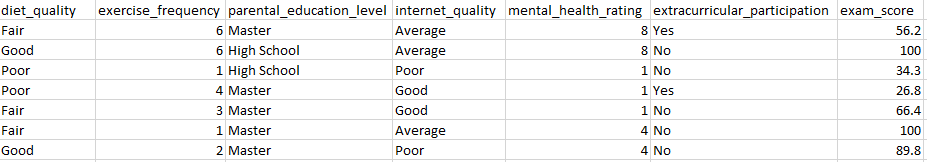 diet_quality exercise_frequency parental_education_level internet_quality mental_health_rating extracurricular_participation exam_score
Fair 6 Master Average 8 Yes 56.2
Good 6 High School Average 8 No 100
Poor 1 High School Poor 1 No 34.3
Poor 4 Master Good 1 Yes 26.8
Fair 3 Master Good 1 No 66.4
Fair 1 Master Average 4 No 100
Good 2 Master Poor 4 No 89.8